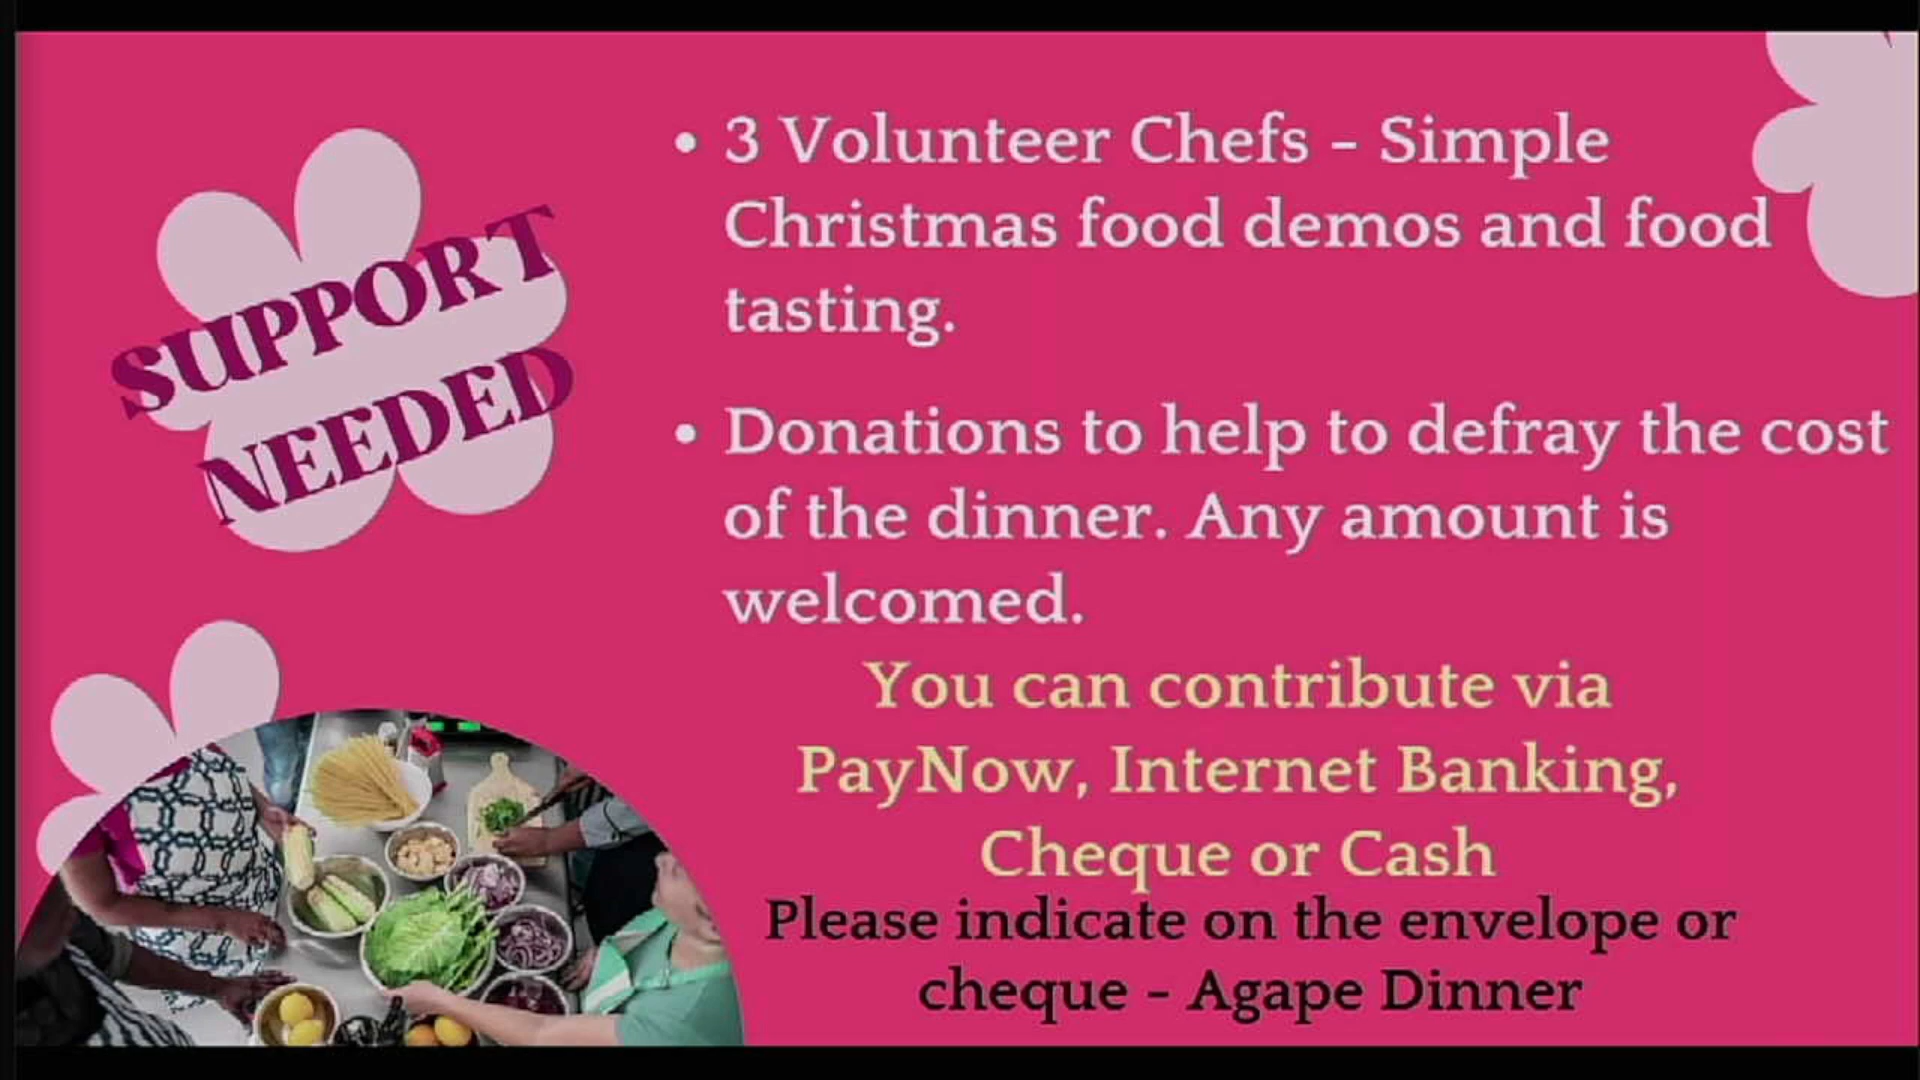 SUPPORT
NEEDED
• 3 Volunteer Chefs - Simple
Christmas food demos and food
tasting.
• Donations to help to defray the cost
of the dinner. Any amount is
welcomed.
You can contribute via
PayNow, Internet Banking,
Cheque or Cash
Please indicate on the envelope or
cheque - Agape Dinner